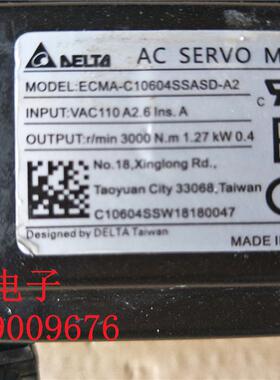 DELTA
AC SERVO M
MODEL:ECMA-C10604SSASD-A2
INPUT:VAC110 A2.6 Ins. A
OUTPUT:r/min 3000 N.m 1.27 kW 0.4
No.18,Xinglong Rd.,
Taoyuan City 33068,Taiwan
C10604SSW18180047
Designed by DELTA Taiwan
MADE IN
电子
9009676